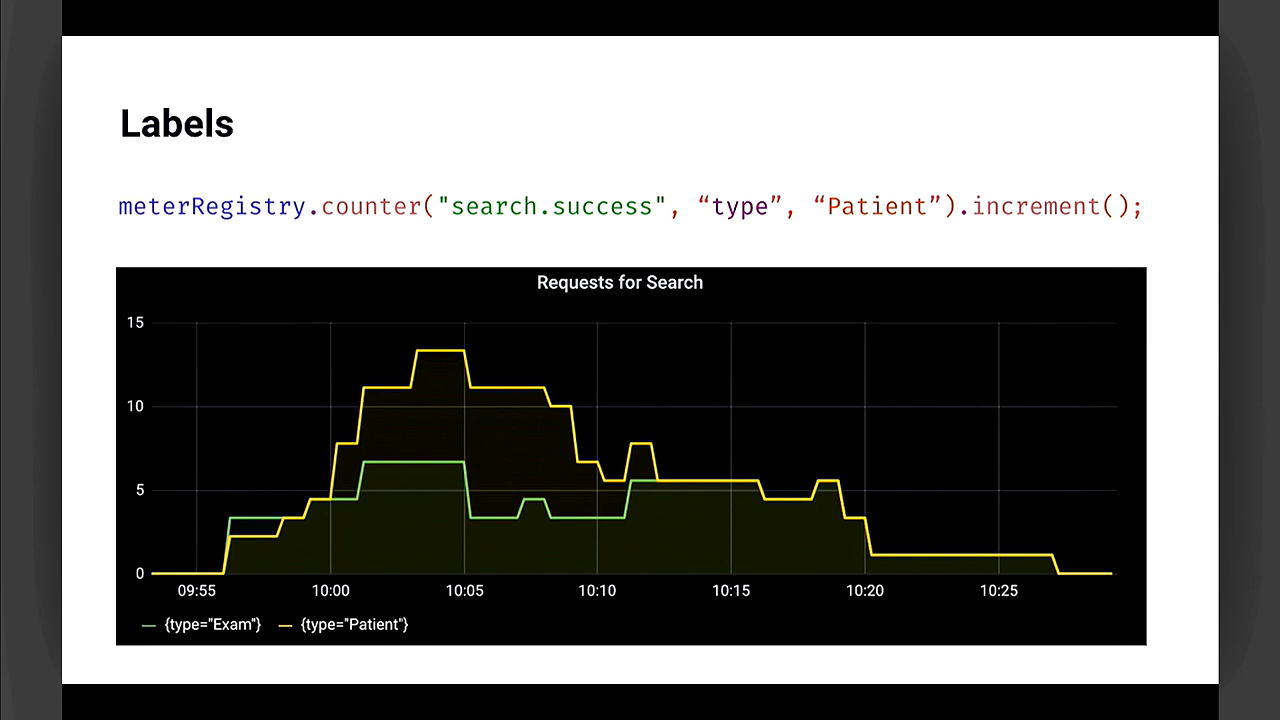 Labels
meterRegistry.counter("search.success", “type”, “Patient”).increment();
Requests for Search
15
10
5
0
09:55 10:00 10:05 10:10 10:15 10:20 10:25
{type="Exam"} {type="Patient"}